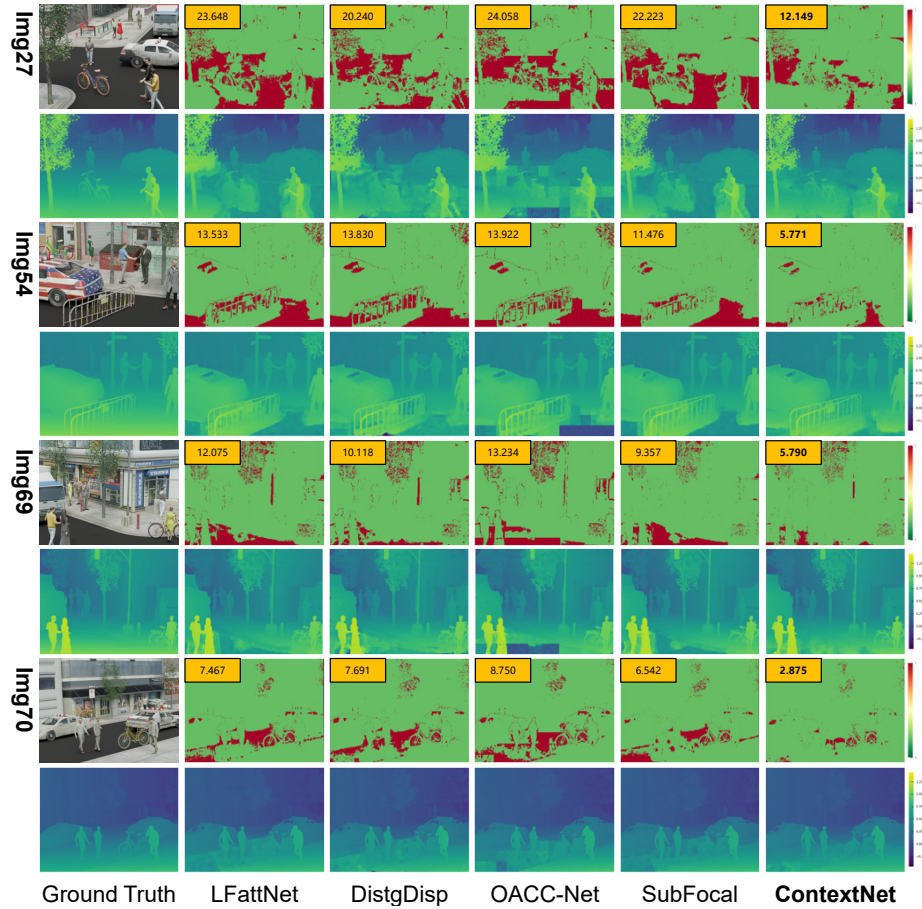 Img27
23.648
20.240
24.058
22.223
12.149
Img54
13.533
13.830
13.922
11.476
5.771
Img69
12.075
10.118
13.234
9.357
5.790
Img70
7.467
7.691
8.750
6.542
2.875
Ground Truth
LFattNet
DistgDisp
OACC-Net
SubFocal
ContextNet